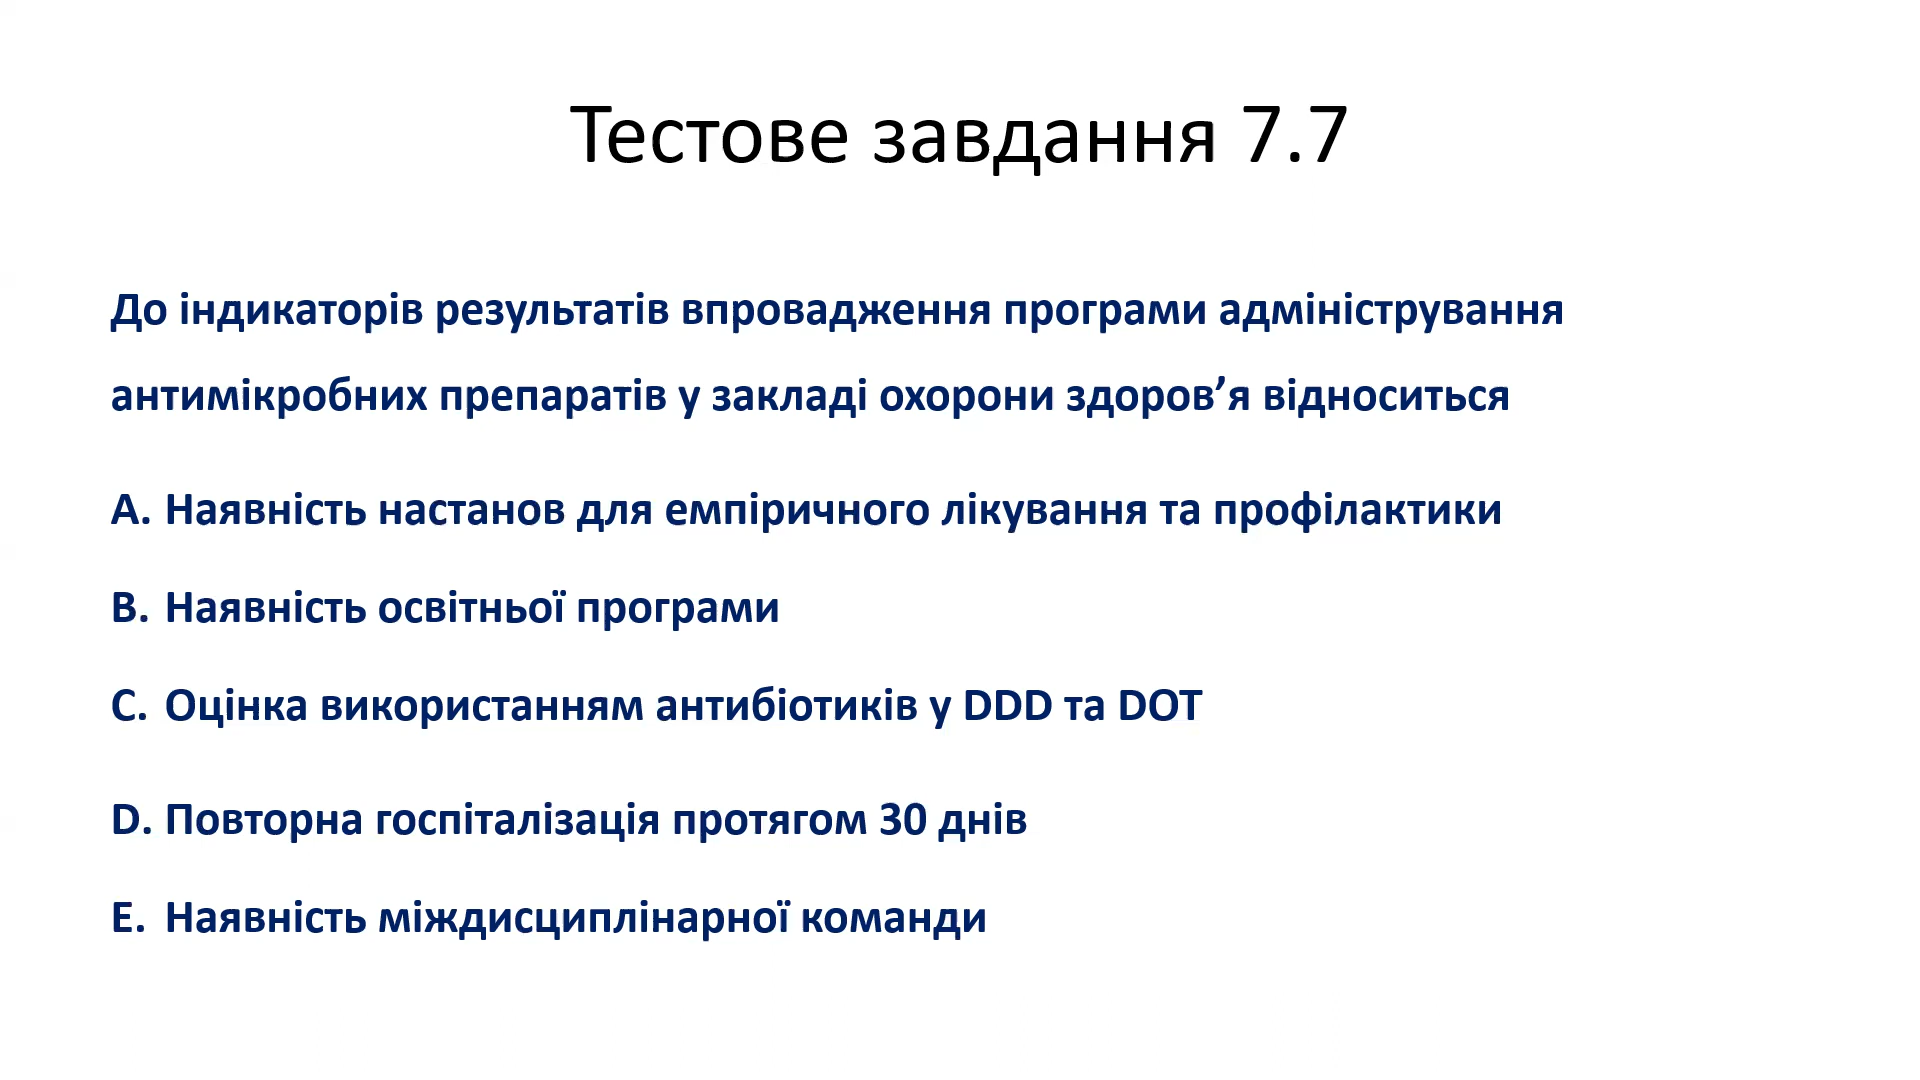 Тестове завдання 7.7
До індикаторів результатів впровадження програми адміністрування
антимікробних препаратів у закладі охорони здоров’я відноситься
A. Наявність настанов для емпіричного лікування та профілактики
B. Наявність освітньої програми
C. Оцінка використанням антибіотиків у DDD та DOT
D. Повторна госпіталізація протягом 30 днів
E. Наявність міждисциплінарної команди